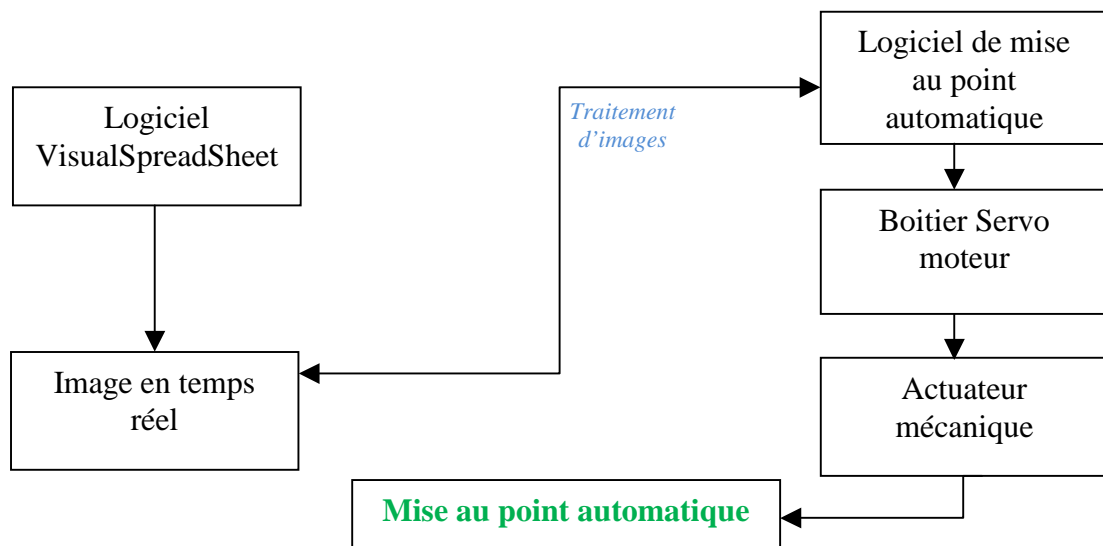 Logiciel
VisualSpreadSheet
Image en temps
réel
Traitement
d'images
Logiciel de mise
au point
automatique
Boitier Servo
moteur
Actuateur
mécanique
Mise au point automatique